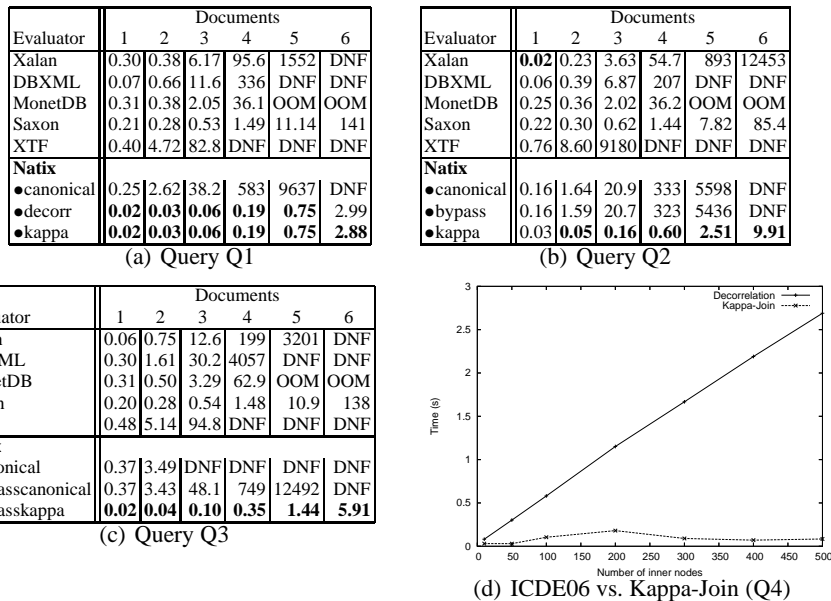 Documents
Evaluator 1 2 3 4 5 6
Xalan 0.30 0.38 6.17 95.6 1552 DNF
DBXML 0.07 0.66 11.6 336 DNF DNF
MonetDB 0.31 0.38 2.05 36.1 OOM OOM
Saxon 0.21 0.28 0.53 1.49 11.14 141
XTF 0.40 4.72 82.8 DNF DNF DNF
Natix
•canonical 0.25 2.62 38.2 583 9637 DNF
•decorr 0.02 0.03 0.06 0.19 0.75 2.99
•kappa 0.02 0.03 0.06 0.19 0.75 2.88
(a) Query Q1
Documents
Evaluator 1 2 3 4 5 6
Xalan 0.02 0.23 3.63 54.7 893 12453
DBXML 0.06 0.39 6.87 207 DNF DNF
MonetDB 0.25 0.36 2.02 36.2 OOM OOM
Saxon 0.22 0.30 0.62 1.44 7.82 85.4
XTF 0.76 8.60 9180 DNF DNF DNF
Natix
•canonical 0.16 1.64 20.9 333 5598 DNF
•bypass 0.16 1.59 20.7 323 5436 DNF
•kappa 0.03 0.05 0.16 0.60 2.51 9.91
(b) Query Q2
Documents
uator 1 2 3 4 5 6
0.06 0.75 12.6 199 3201 DNF
ML 0.30 1.61 30.2 4057 DNF DNF
etDB 0.31 0.50 3.29 62.9 OOM OOM
0.20 0.28 0.54 1.48 10.9 138
0.48 5.14 94.8 DNF DNF DNF
onical 0.37 3.49 DNF DNF DNF DNF
asscanonical 0.37 3.43 48.1 749 12492 DNF
asskappa 0.02 0.04 0.10 0.35 1.44 5.91
(c) Query Q3
Decorrelation
Kappa-Join
3
2.5
2
1.5
1
0.5
0
Time (s)
0 50 100 150 200 250 300 350 400 450 500
Number of inner nodes
(d) ICDE06 vs. Kappa-Join (Q4)